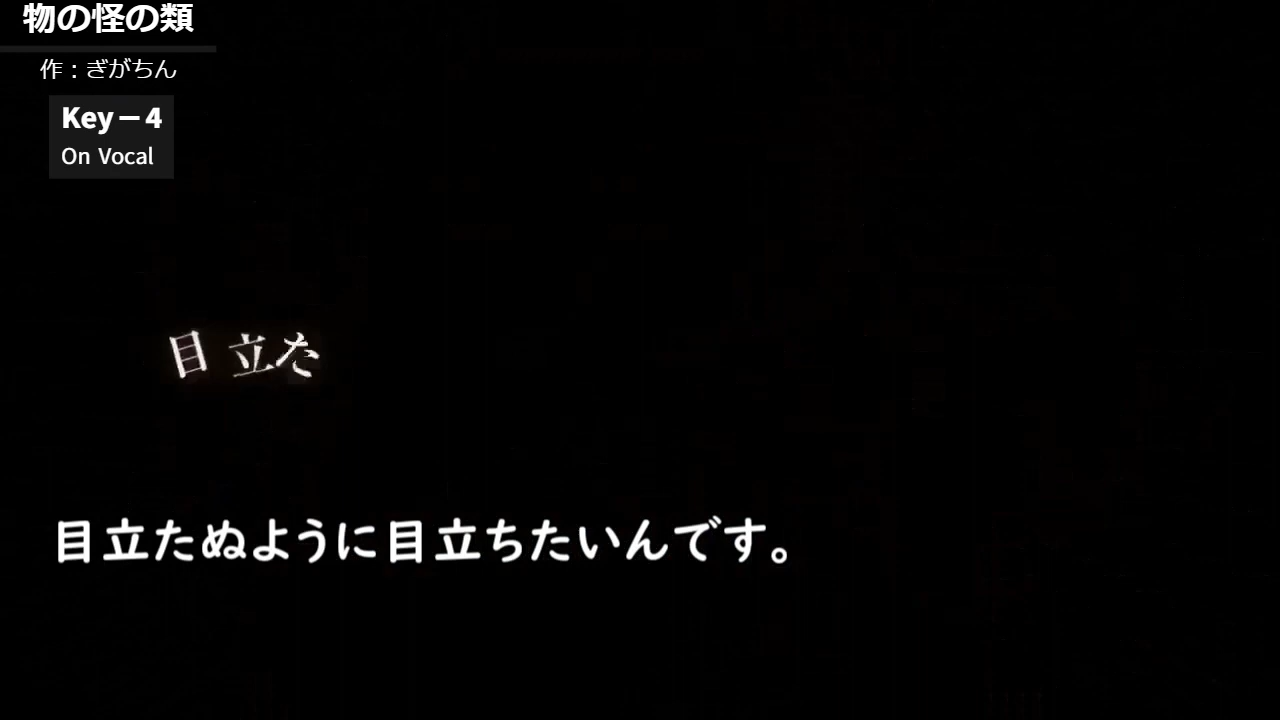 物の怪の類
作：ぎがちん
Key－4
On Vocal
目立た
目立たぬように目立ちたいんです。